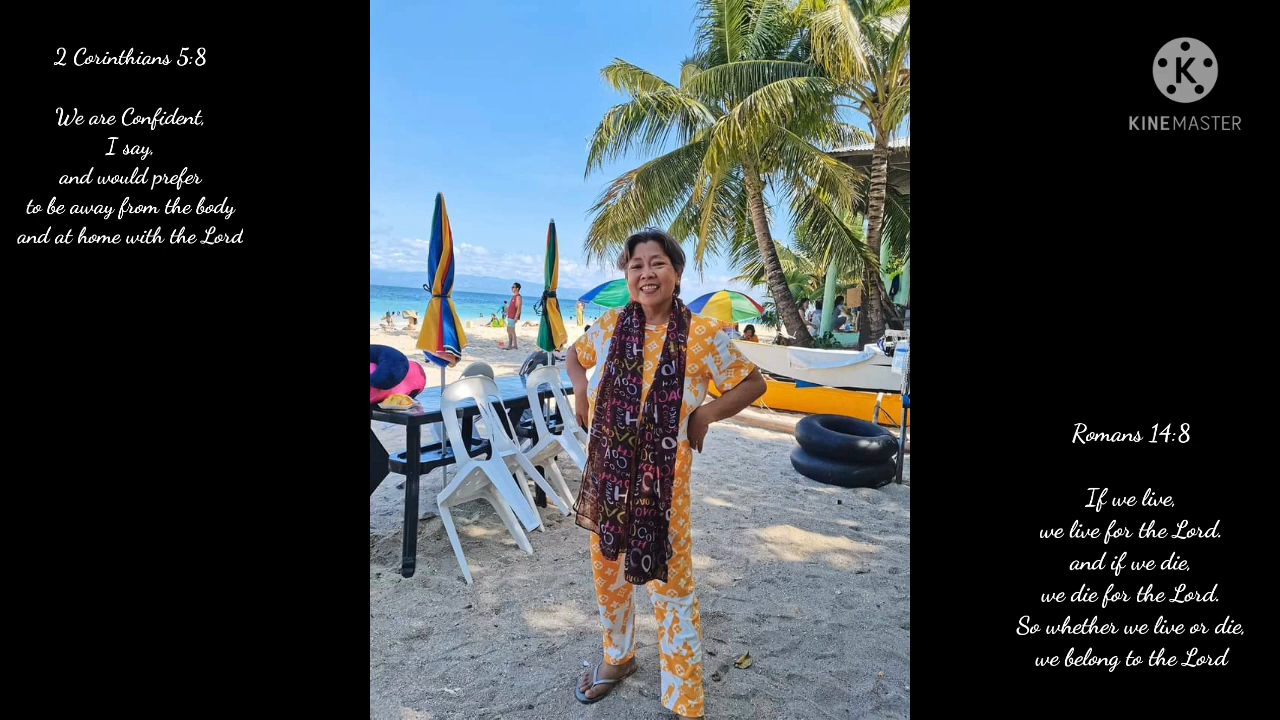 2 Corinthians 5:8
We are Confident,
I say,
and would prefer
to be away from the body
and at home with the Lord
K
KINEMASTER
Romans 14:8
If we live,
we live for the Lord.
and if we die,
we die for the Lord.
So whether we live or die,
we belong to the Lord